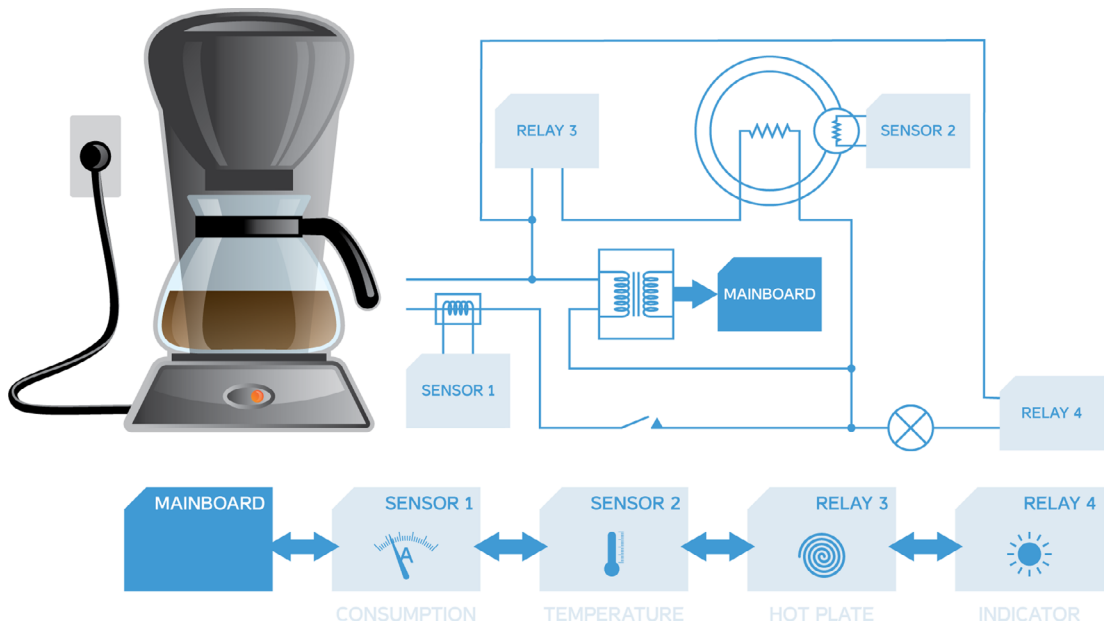 RELAY 3
SENSOR 2
MAINBOARD
SENSOR 1
RELAY 4
MAINBOARD
SENSOR 1
SENSOR 2
RELAY 3
RELAY 4
A
CONSUMPTION
TEMPERATURE
HOT PLATE
INDICATOR